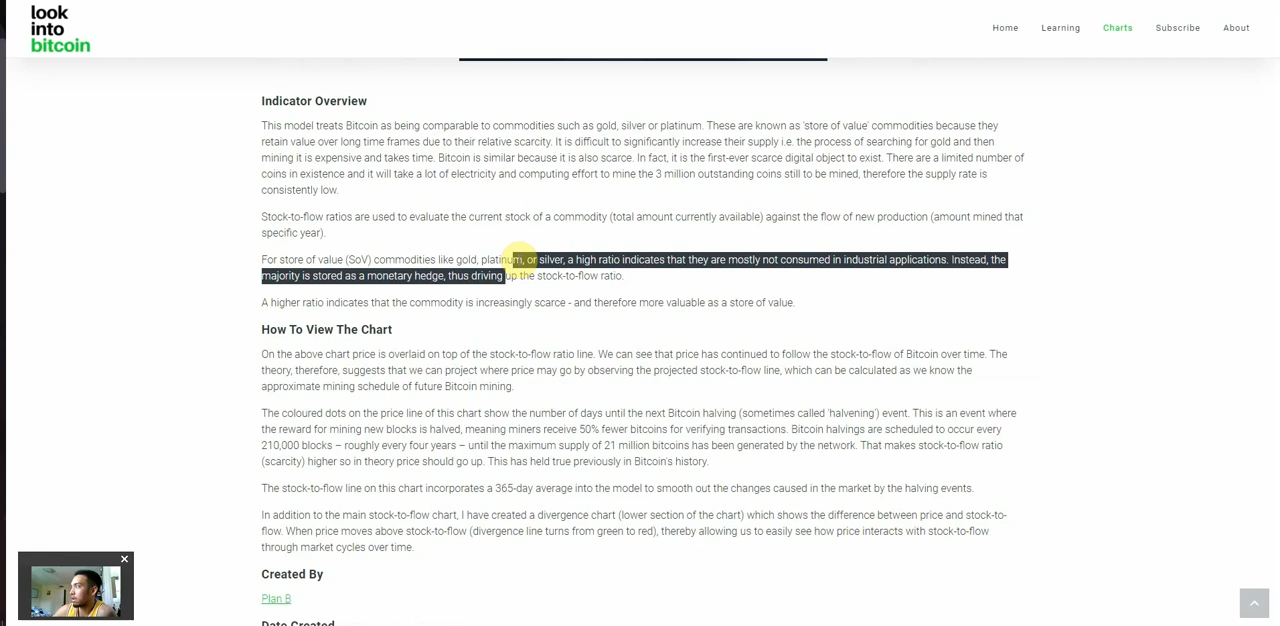 look
into
bitcoin
Home Learning Charts Subscribe About
Indicator Overview
This model treats Bitcoin as being comparable to commodities such as gold, silver or platinum. These are known as 'store of value' commodities because they
retain value over long time frames due to their relative scarcity. It is difficult to significantly increase their supply i.e. the process of searching for gold and then
mining it is expensive and takes time. Bitcoin is similar because it is also scarce. In fact, it is the first-ever scarce digital object to exist. There are a limited number of
coins in existence and it will take a lot of electricity and computing effort to mine the 3 million outstanding coins still to be mined, therefore the supply rate is
consistently low.
Stock-to-flow ratios are used to evaluate the current stock of a commodity (total amount currently available) against the flow of new production (amount mined that
specific year).
For store of value (SoV) commodities like gold, platinum, or silver, a high ratio indicates that they are mostly not consumed in industrial applications. Instead, the
majority is stored as a monetary hedge, thus driving up the stock-to-flow ratio.
A higher ratio indicates that the commodity is increasingly scarce - and therefore more valuable as a store of value.
How To View The Chart
On the above chart price is overlaid on top of the stock-to-flow ratio line. We can see that price has continued to follow the stock-to-flow of Bitcoin over time. The
theory, therefore, suggests that we can project where price may go by observing the projected stock-to-flow line, which can be calculated as we know the
approximate mining schedule of future Bitcoin mining.
The coloured dots on the price line of this chart show the number of days until the next Bitcoin halving (sometimes called 'halvening') event. This is an event where
the reward for mining new blocks is halved, meaning miners receive 50% fewer bitcoins for verifying transactions. Bitcoin halvings are scheduled to occur every
210,000 blocks – roughly every four years – until the maximum supply of 21 million bitcoins has been generated by the network. That makes stock-to-flow ratio
(scarcity) higher so in theory price should go up. This has held true previously in Bitcoin's history.
The stock-to-flow line on this chart incorporates a 365-day average into the model to smooth out the changes caused in the market by the halving events.
In addition to the main stock-to-flow chart, I have created a divergence chart (lower section of the chart) which shows the difference between price and stock-to-
flow. When price moves above stock-to-flow (divergence line turns from green to red), thereby allowing us to easily see how price interacts with stock-to-flow
through market cycles over time.
Created By
Plan B
Date Created